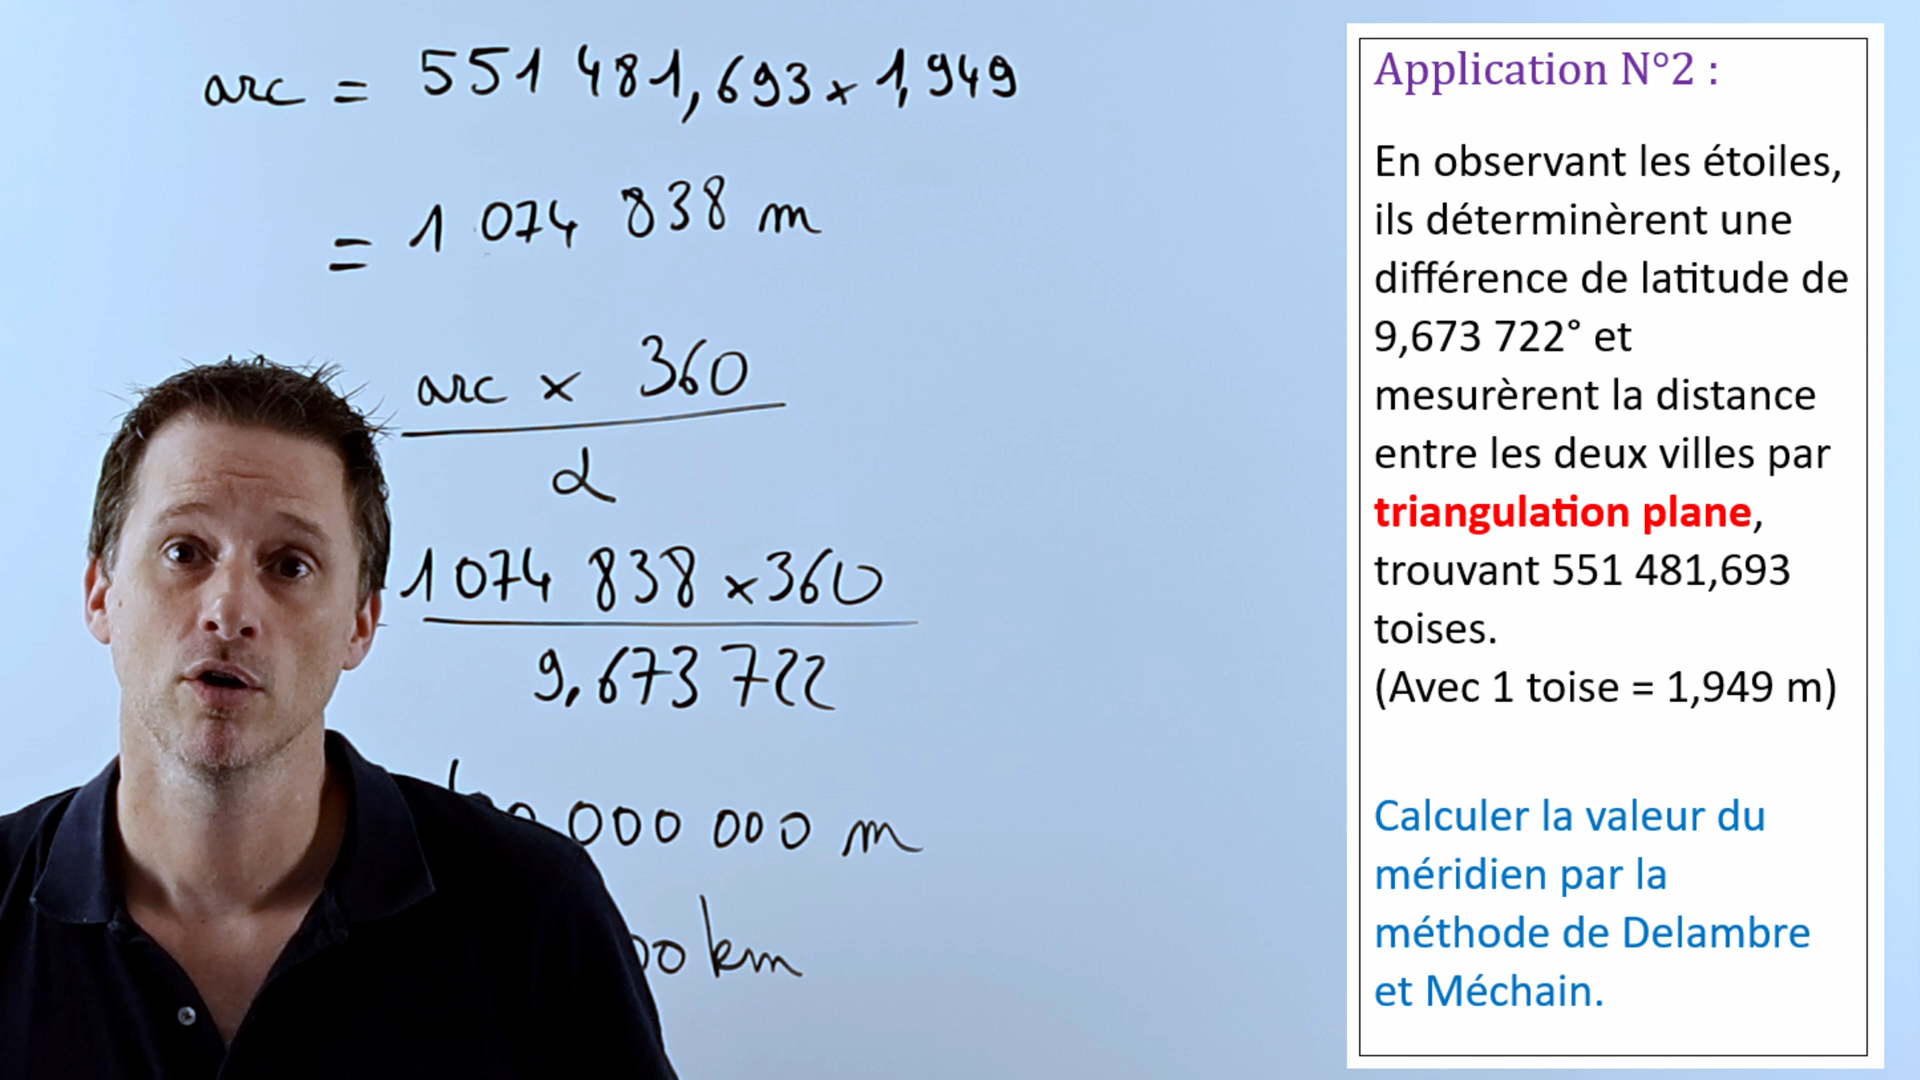 arc = 551 481,693 x 1,949
= 1 074 838 m
arc x 360
α
1 074 838 x 360
9,673 722
000 000 m
00 km
Application N°2 :
En observant les étoiles,
ils déterminèrent une
différence de latitude de
9,673 722° et
mesurèrent la distance
entre les deux villes par
triangulation plane,
trouvant 551 481,693
toises.
(Avec 1 toise = 1,949 m)
Calculer la valeur du
méridien par la
méthode de Delambre
et Méchain.